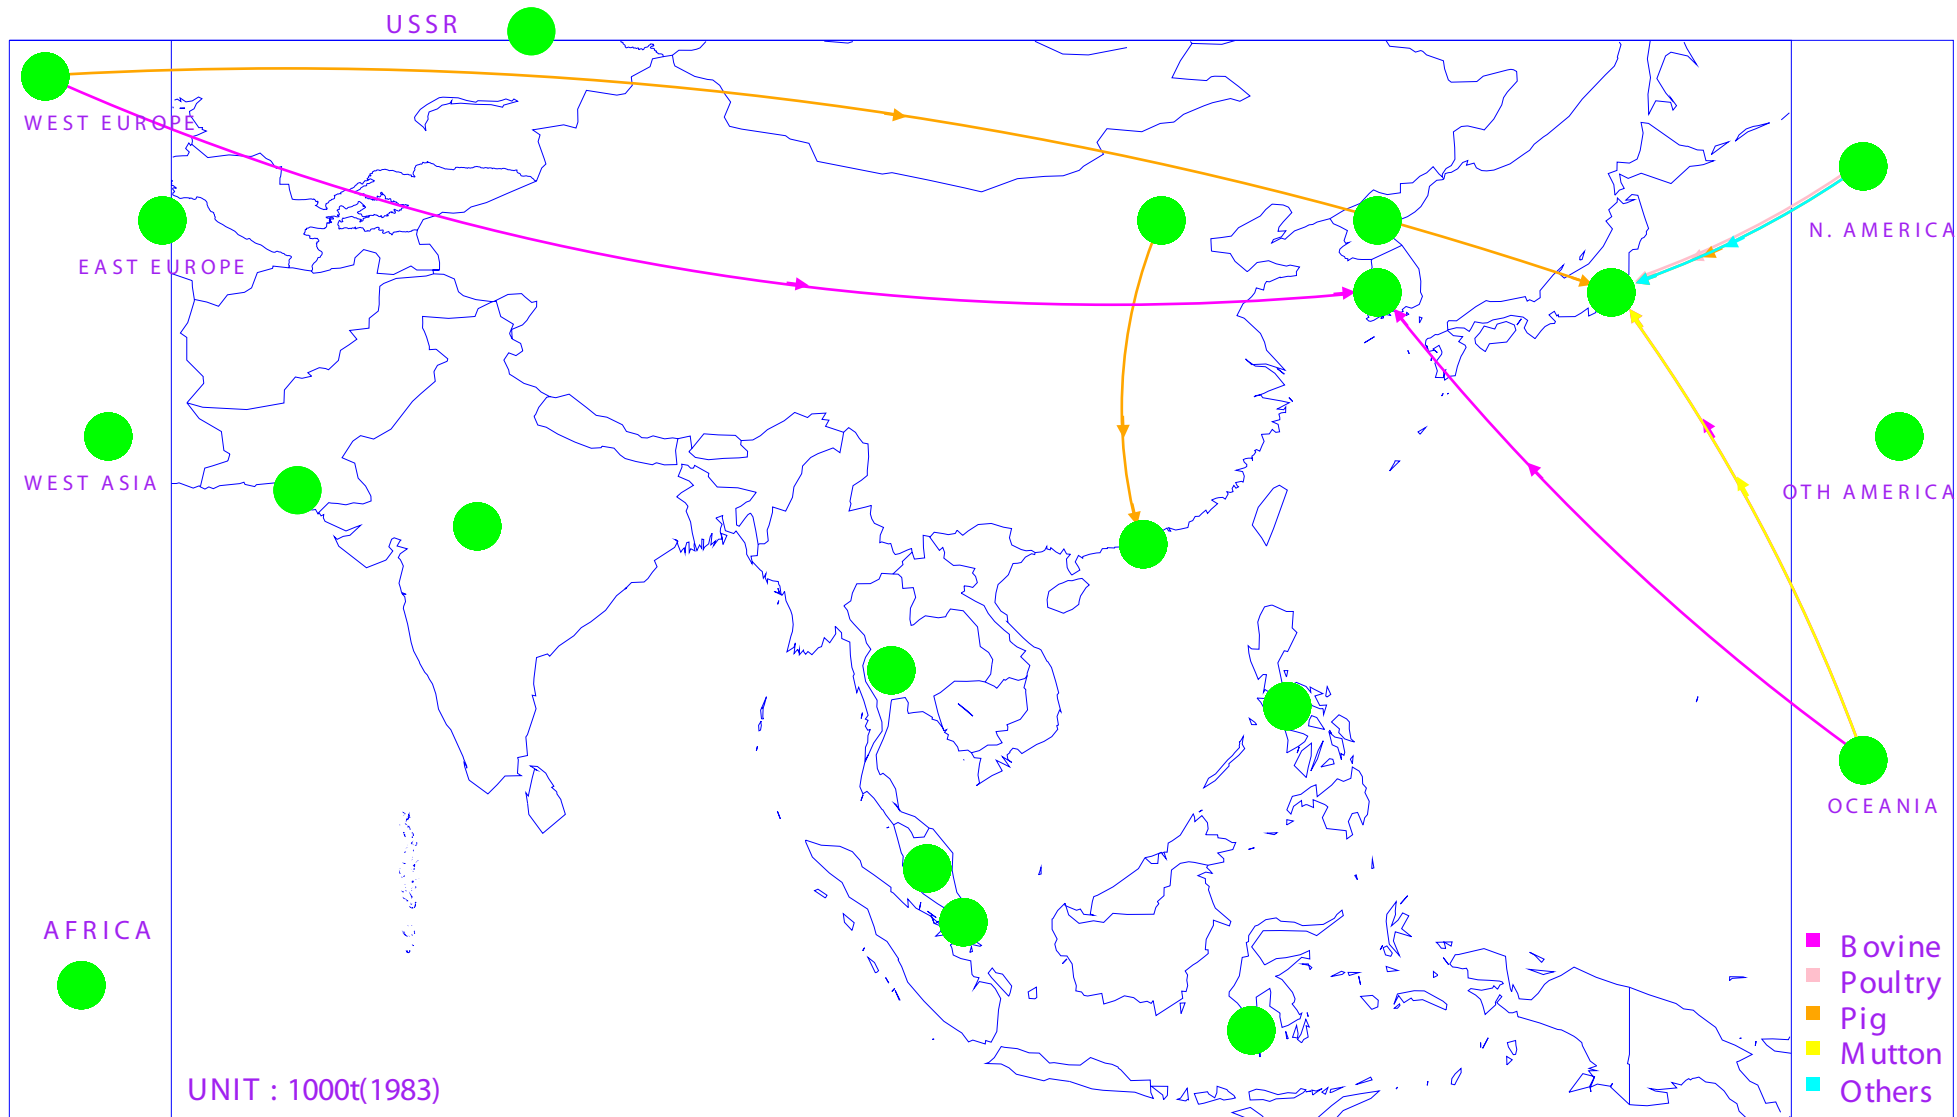 USSR
WEST EUROPE
N. AMERICA
EAST EUROPE
WEST ASIA
OTH AMERICA
OCEANIA
AFRICA
Bovine
Poultry
Pig
Mutton
Others
UNIT : 1000t(1983)